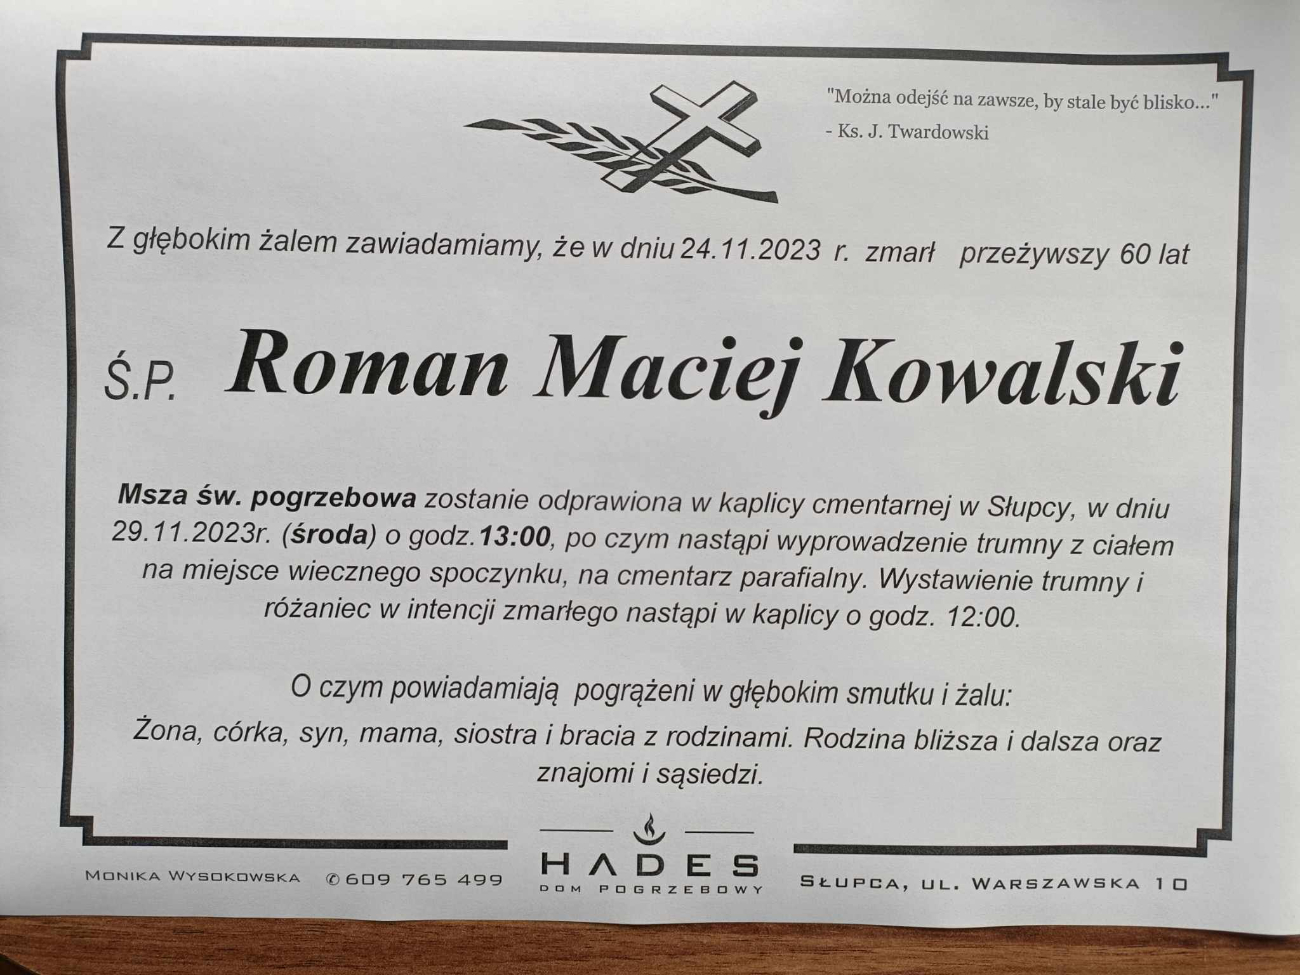 "Można odejść na zawsze, by stale być blisko..."
- Ks. J. Twardowski
Z głębokim żalem zawiadamiamy, że w dniu 24.11.2023 r. zmarł przeżywszy 60 lat
Ś.P. Roman Maciej Kowalski
Msza św. pogrzebowa zostanie odprawiona w kaplicy cmentarnej w Słupcy, w dniu
29.11.2023r. (środa) o godz.13:00, po czym nastąpi wyprowadzenie trumny z ciałem
na miejsce wiecznego spoczynku, na cmentarz parafialny. Wystawienie trumny i
różaniec w intencji zmarłego nastąpi w kaplicy o godz. 12:00.
O czym powiadamiają pogrążeni w głębokim smutku i żalu:
Żona, córka, syn, mama, siostra i bracia z rodzinami. Rodzina bliższa i dalsza oraz
znajomi i sąsiedzi.
Monika Wysokowska ✆609 765 499
HADES
DOM POGRZEBOWY
Słupca, ul. Warszawska 10